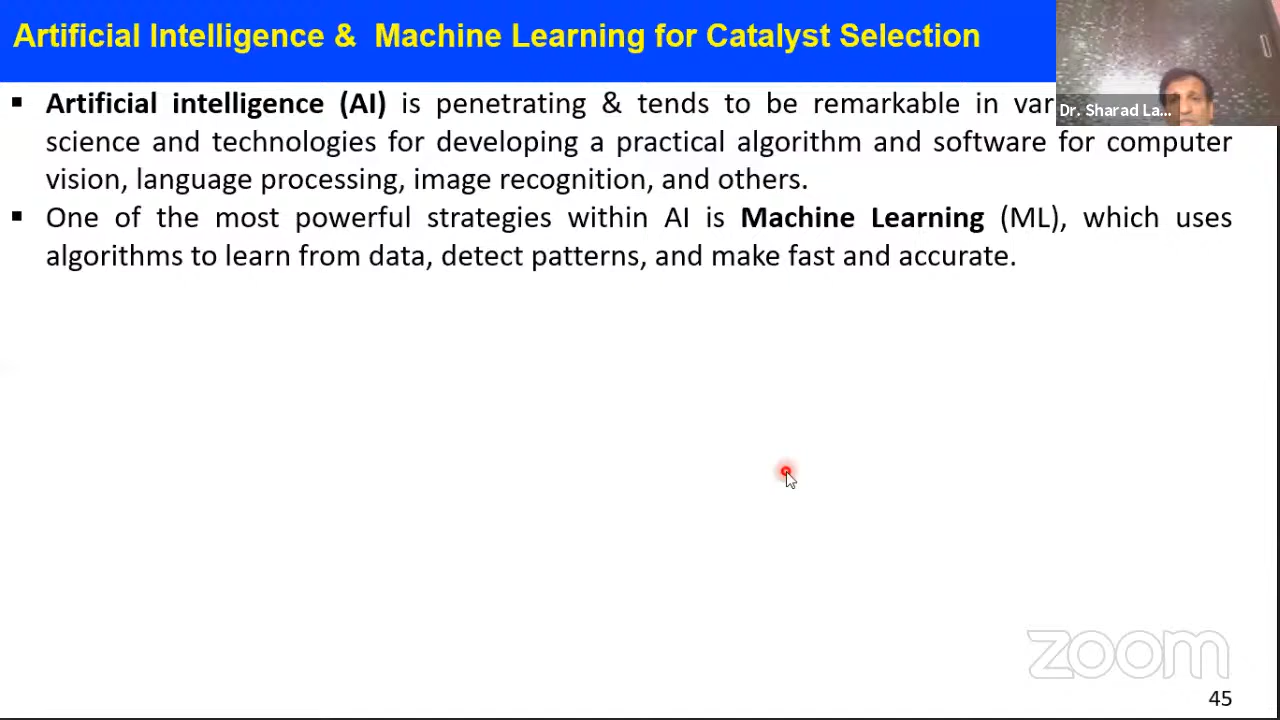 Artificial Intelligence & Machine Learning for Catalyst Selection
Dr. Sharad La...
▪ Artificial intelligence (AI) is penetrating & tends to be remarkable in var
science and technologies for developing a practical algorithm and software for computer
vision, language processing, image recognition, and others.
▪ One of the most powerful strategies within AI is Machine Learning (ML), which uses
algorithms to learn from data, detect patterns, and make fast and accurate.
zoom
45